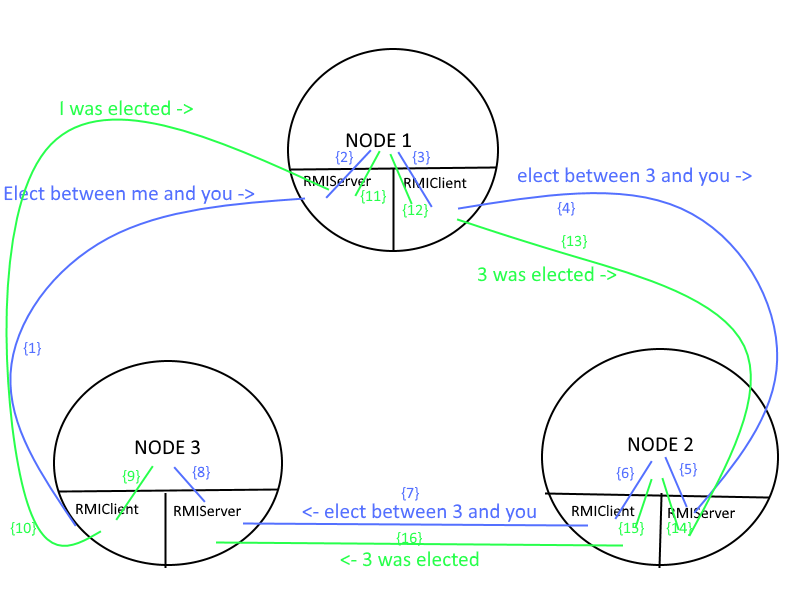 I was elected ->
NODE 1
{2}
{3}
RMIServer
RMIClient
{11}
{12}
Elect between me and you ->
elect between 3 and you ->
{4}
{13}
3 was elected ->
{1}
NODE 3
{9}
{8}
RMIClient
RMIServer
{10}
NODE 2
{6}
{5}
RMIClient
RMIServer
{15}
{14}
{7}
<- elect between 3 and you
{16}
<- 3 was elected